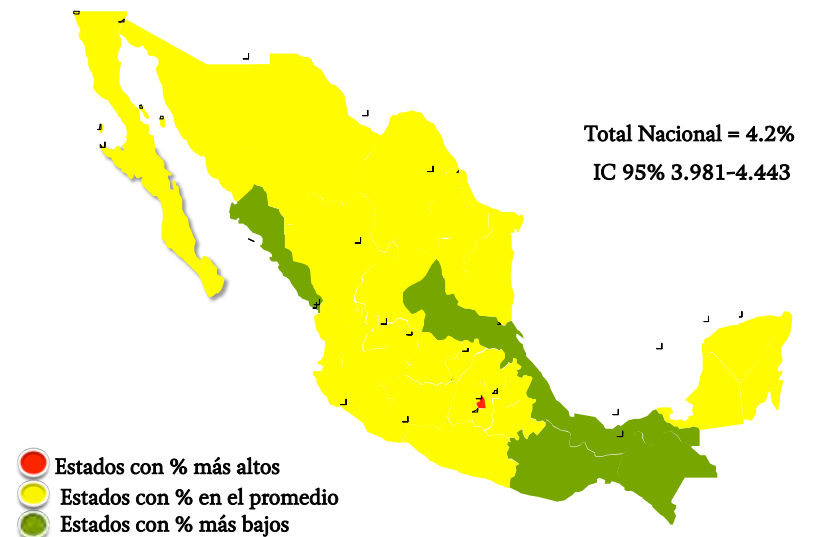 Total Nacional = 4.2%
IC 95% 3.981-4.443
Estados con % más altos
Estados con % en el promedio
Estados con % más bajos